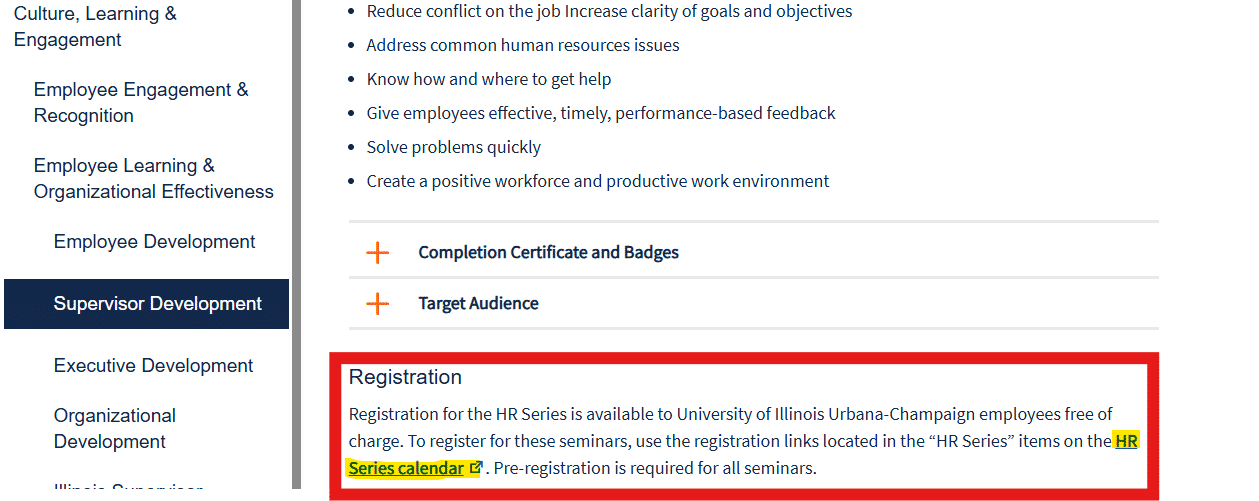 Culture, Learning &
Engagement
Employee Engagement &
Recognition
Employee Learning &
Organizational Effectiveness
Employee Development
Supervisor Development
Executive Development
Organizational
Development
Illinois Supervisor
Reduce conflict on the job Increase clarity of goals and objectives
Address common human resources issues
Know how and where to get help
Give employees effective, timely, performance-based feedback
Solve problems quickly
Create a positive workforce and productive work environment
Completion Certificate and Badges
Target Audience
Registration
Registration for the HR Series is available to University of Illinois Urbana-Champaign employees free of
charge. To register for these seminars, use the registration links located in the “HR Series” items on the HR
Series calendar. Pre-registration is required for all seminars.